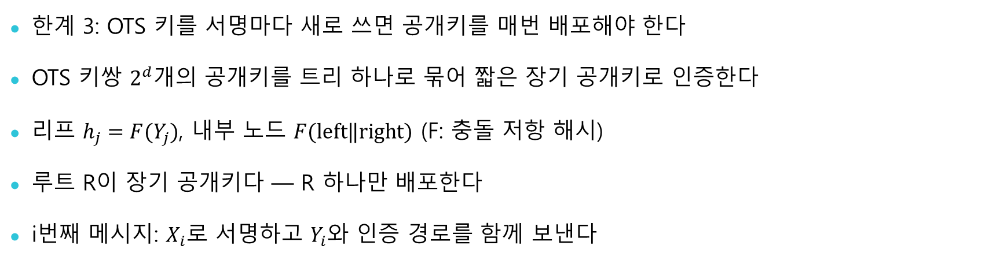 • 한계 3: OTS 키를 서명마다 새로 쓰면 공개키를 매번 배포해야 한다
• OTS 키쌍 2^d개의 공개키를 트리 하나로 묶어 짧은 장기 공개키로 인증한다
• 리프 h_j = F(Y_j), 내부 노드 F(left‖right) (F: 충돌 저항 해시)
• 루트 R이 장기 공개키다 — R 하나만 배포한다
• i번째 메시지: X_i로 서명하고 Y_i와 인증 경로를 함께 보낸다